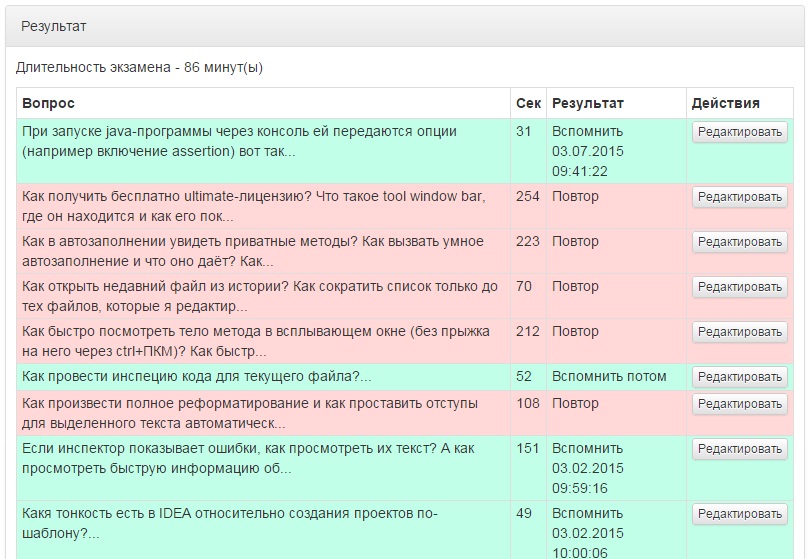 Результат
Длительность экзамена - 86 минут(ы)
Вопрос Сек Результат Действия
При запуске java-программы через консоль ей передаются опции 31 Вспомнить Редактировать
(например включение assertion) вот так... 03.07.2015
09:41:22
Как получить бесплатно ultimate-лицензию? Что такое tool window bar, 254 Повтор Редактировать
где он находится и как его пок...
Как в автозаполнении увидеть приватные методы? Как вызвать умное 223 Повтор Редактировать
автозаполнение и что оно даёт? Как...
Как открыть недавний файл из истории? Как сократить список только до 70 Повтор Редактировать
тех файлов, которые я редактир...
Как быстро посмотреть тело метода в всплывающем окне (без прыжка 212 Повтор Редактировать
на него через ctrl+ПКМ)? Как быстр...
Как провести инспецию кода для текущего файла?... 52 Вспомнить потом Редактировать
Как произвести полное реформатирование и как проставить отступы 108 Повтор Редактировать
для выделенного текста автоматическ...
Если инспектор показывает ошибки, как просмотреть их текст? А как 151 Вспомнить Редактировать
просмотреть быструю информацию об... 03.02.2015
09:59:16
Какя тонкость есть в IDEA относительно создания проектов по- 49 Вспомнить Редактировать
шаблону?... 03.02.2015
10:00:06